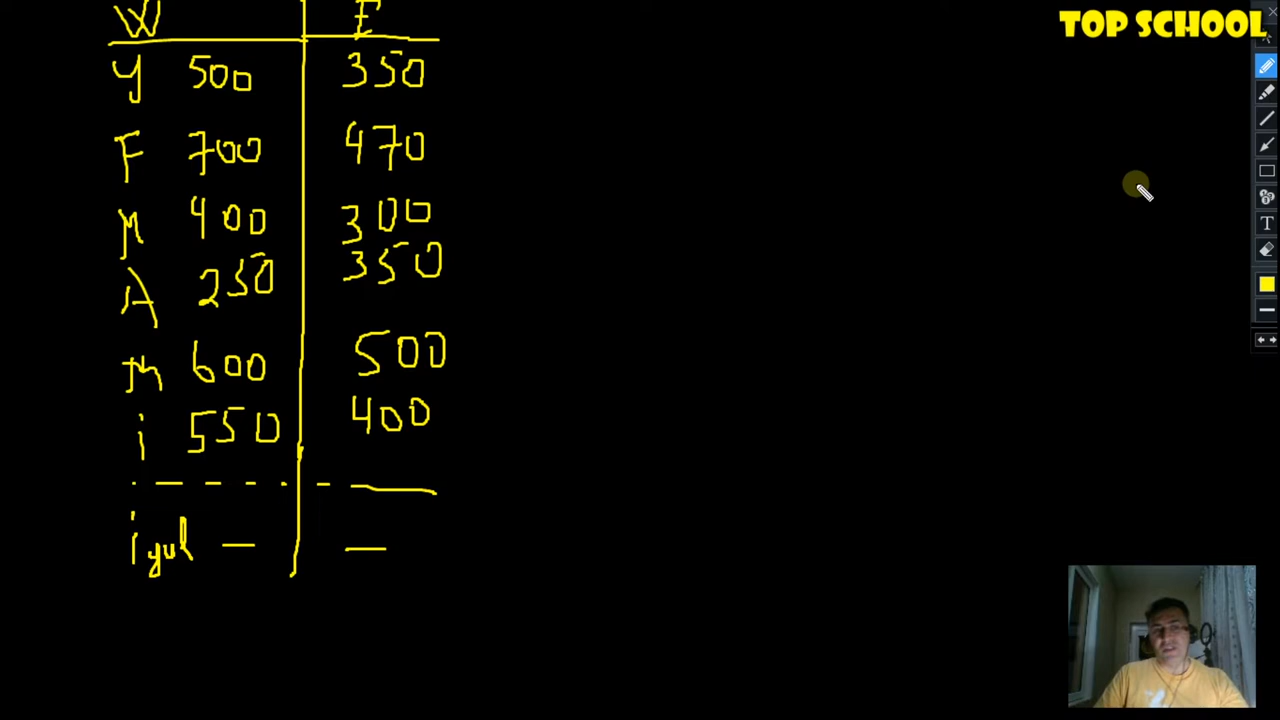 TOP SCHOOL
W
Y 500 350
F 700 470
M 400 300
A 250 350
m 600 500
i 550 400
iyul — —
T